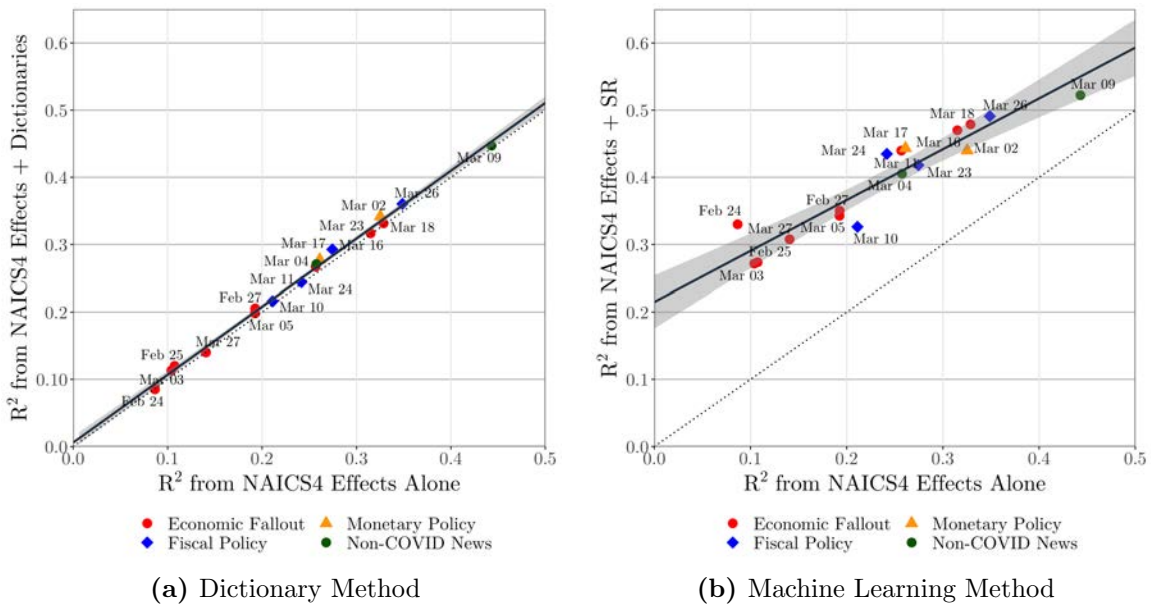 R² from NAICS4 Effects + Dictionaries
0.6
0.5
0.4
0.3
0.2
0.10
0.0
Mar 09
Mar 26
Mar 02
Mar 23
Mar 18
Mar 17
Mar 16
Mar 04
Mar 11
Mar 24
Feb 27
Mar 10
Mar 05
Mar 27
Feb 25
Mar 03
Feb 24
0.0 0.1 0.2 0.3 0.4 0.5
R² from NAICS4 Effects Alone
Economic Fallout Monetary Policy
Fiscal Policy Non-COVID News
(a) Dictionary Method
R² from NAICS4 Effects + SR
0.6
0.5
0.4
0.3
0.2
0.10
0.0
Mar 09
Mar 18
Mar 26
Mar 17
Mar 16
Mar 24
Mar 02
Mar 11
Mar 23
Mar 04
Feb 27
Feb 24
Mar 27
Mar 05
Mar 10
Feb 25
Mar 03
0.0 0.1 0.2 0.3 0.4 0.5
R² from NAICS4 Effects Alone
Economic Fallout Monetary Policy
Fiscal Policy Non-COVID News
(b) Machine Learning Method